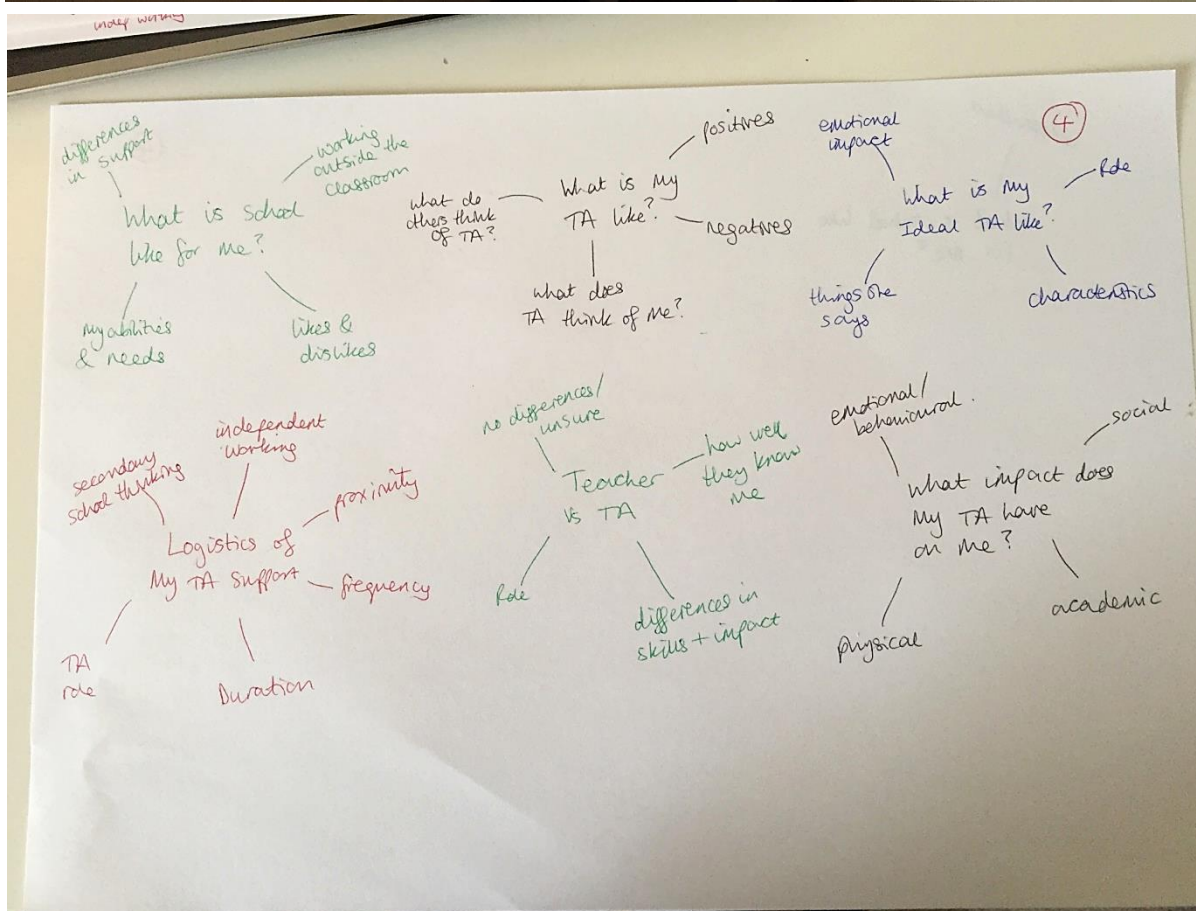 indep working
4
differences
in support
working
outside the
classroom
What is school
like for me?
my abilities
& needs
likes &
dislikes
positives
what do
others think
of TA?
What is my
TA like?
negatives
what does
TA think of me?
emotional
impact
Role
What is my
Ideal TA like?
things one
says
characteristics
secondary
school thinking
independent
working
proximity
Logistics of
My TA support
frequency
TA
role
Duration
no differences/
unsure
how well
they know
me
Teacher
vs TA
Role
differences in
skills + impact
emotional/
behavioural.
social
what impact does
my TA have
on me?
physical
academic